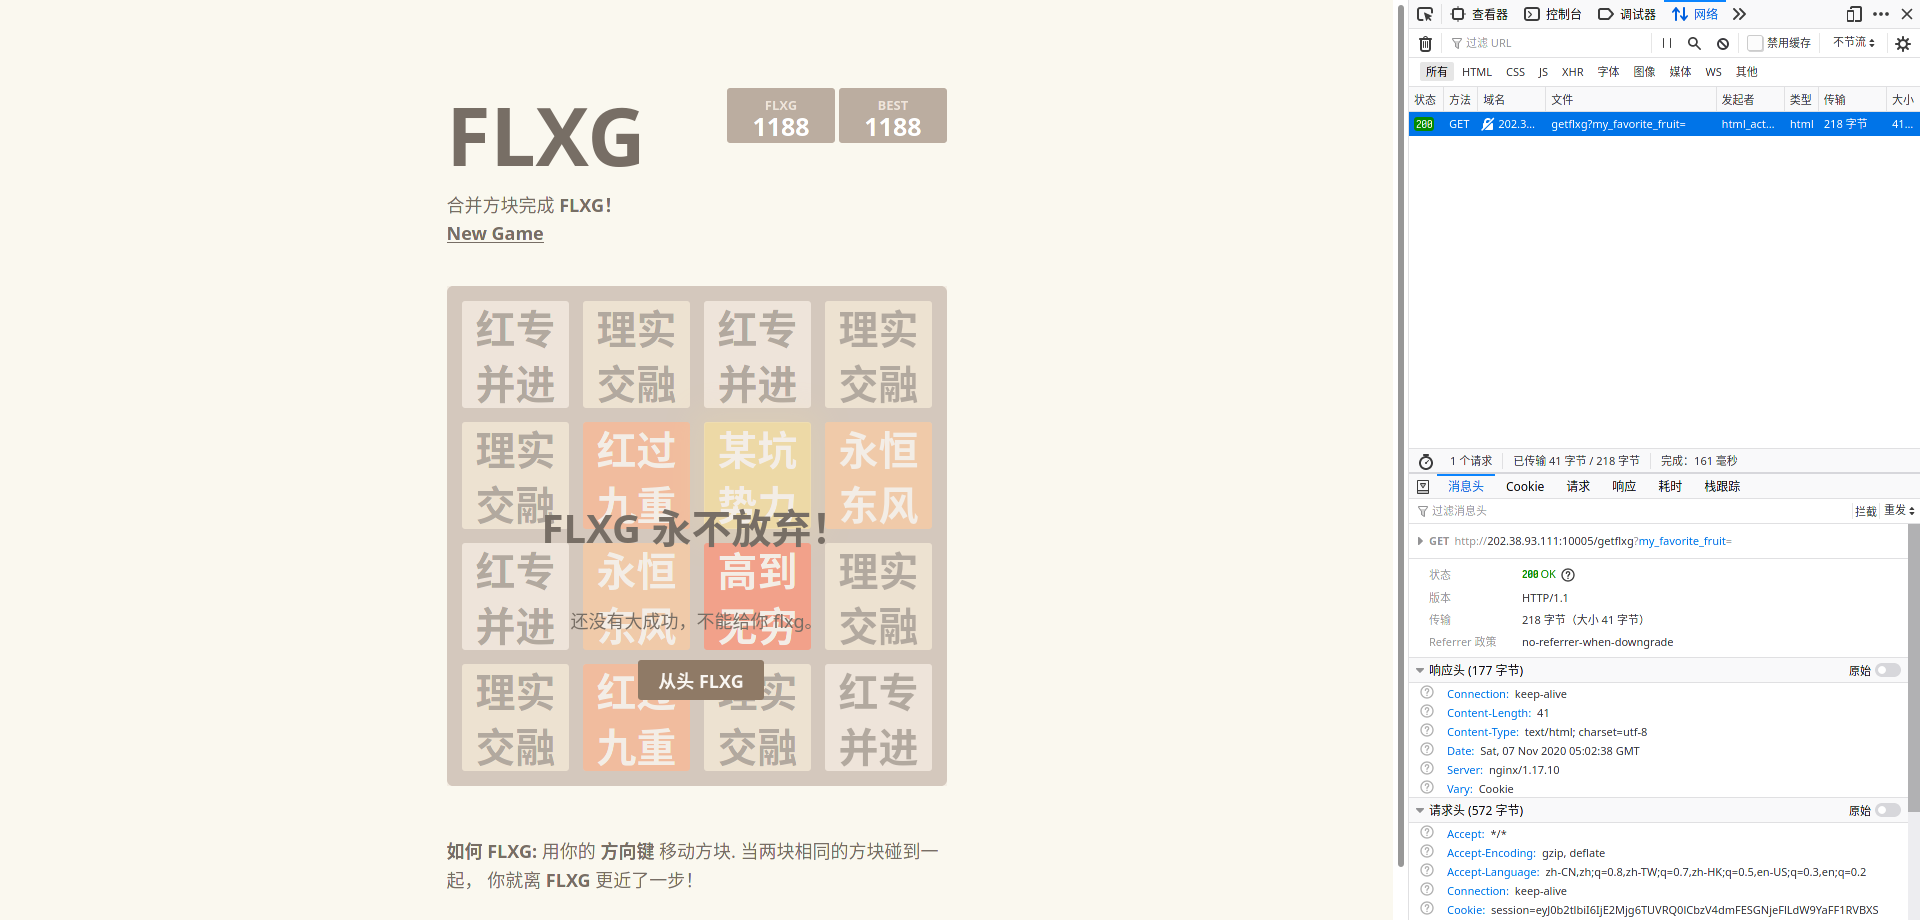 FLXG
FLXG
1188
BEST
1188
合并方块完成 FLXG！
New Game
红专
并进
理实
交融
红专
并进
理实
交融
理实
交融
红过
九重
某坑
势力
永恒
东风
FLXG 永不放弃！
红专
并进
永恒
东风
高到
无穷
理实
交融
还没有大成功，不能给你 flxg。
从头 FLXG
理实
交融
红过
九重
理实
交融
红专
并进
如何 FLXG: 用你的 方向键 移动方块. 当两块相同的方块碰到一
起， 你就离 FLXG 更近了一步！
查看器 控制台 调试器 网络
过滤 URL 禁用缓存 不节流
所有 HTML CSS JS XHR 字体 图像 媒体 WS 其他
状态 方法 域名 文件 发起者 类型 传输 大小
200 GET 202.3... getflxg?my_favorite_fruit= html_act... html 218 字节 41...
1 个请求 已传输 41 字节 / 218 字节 完成：161 毫秒
消息头 Cookie 请求 响应 耗时 栈跟踪
过滤消息头 拦截 重发
GET http://202.38.93.111:10005/getflxg?my_favorite_fruit=
状态 200 OK
版本 HTTP/1.1
传输 218 字节（大小 41 字节）
Referrer 政策 no-referrer-when-downgrade
响应头 (177 字节) 原始
Connection: keep-alive
Content-Length: 41
Content-Type: text/html; charset=utf-8
Date: Sat, 07 Nov 2020 05:02:38 GMT
Server: nginx/1.17.10
Vary: Cookie
请求头 (572 字节) 原始
Accept: */*
Accept-Encoding: gzip, deflate
Accept-Language: zh-CN,zh;q=0.8,zh-TW;q=0.7,zh-HK;q=0.5,en-US;q=0.3,en;q=0.2
Connection: keep-alive
Cookie: